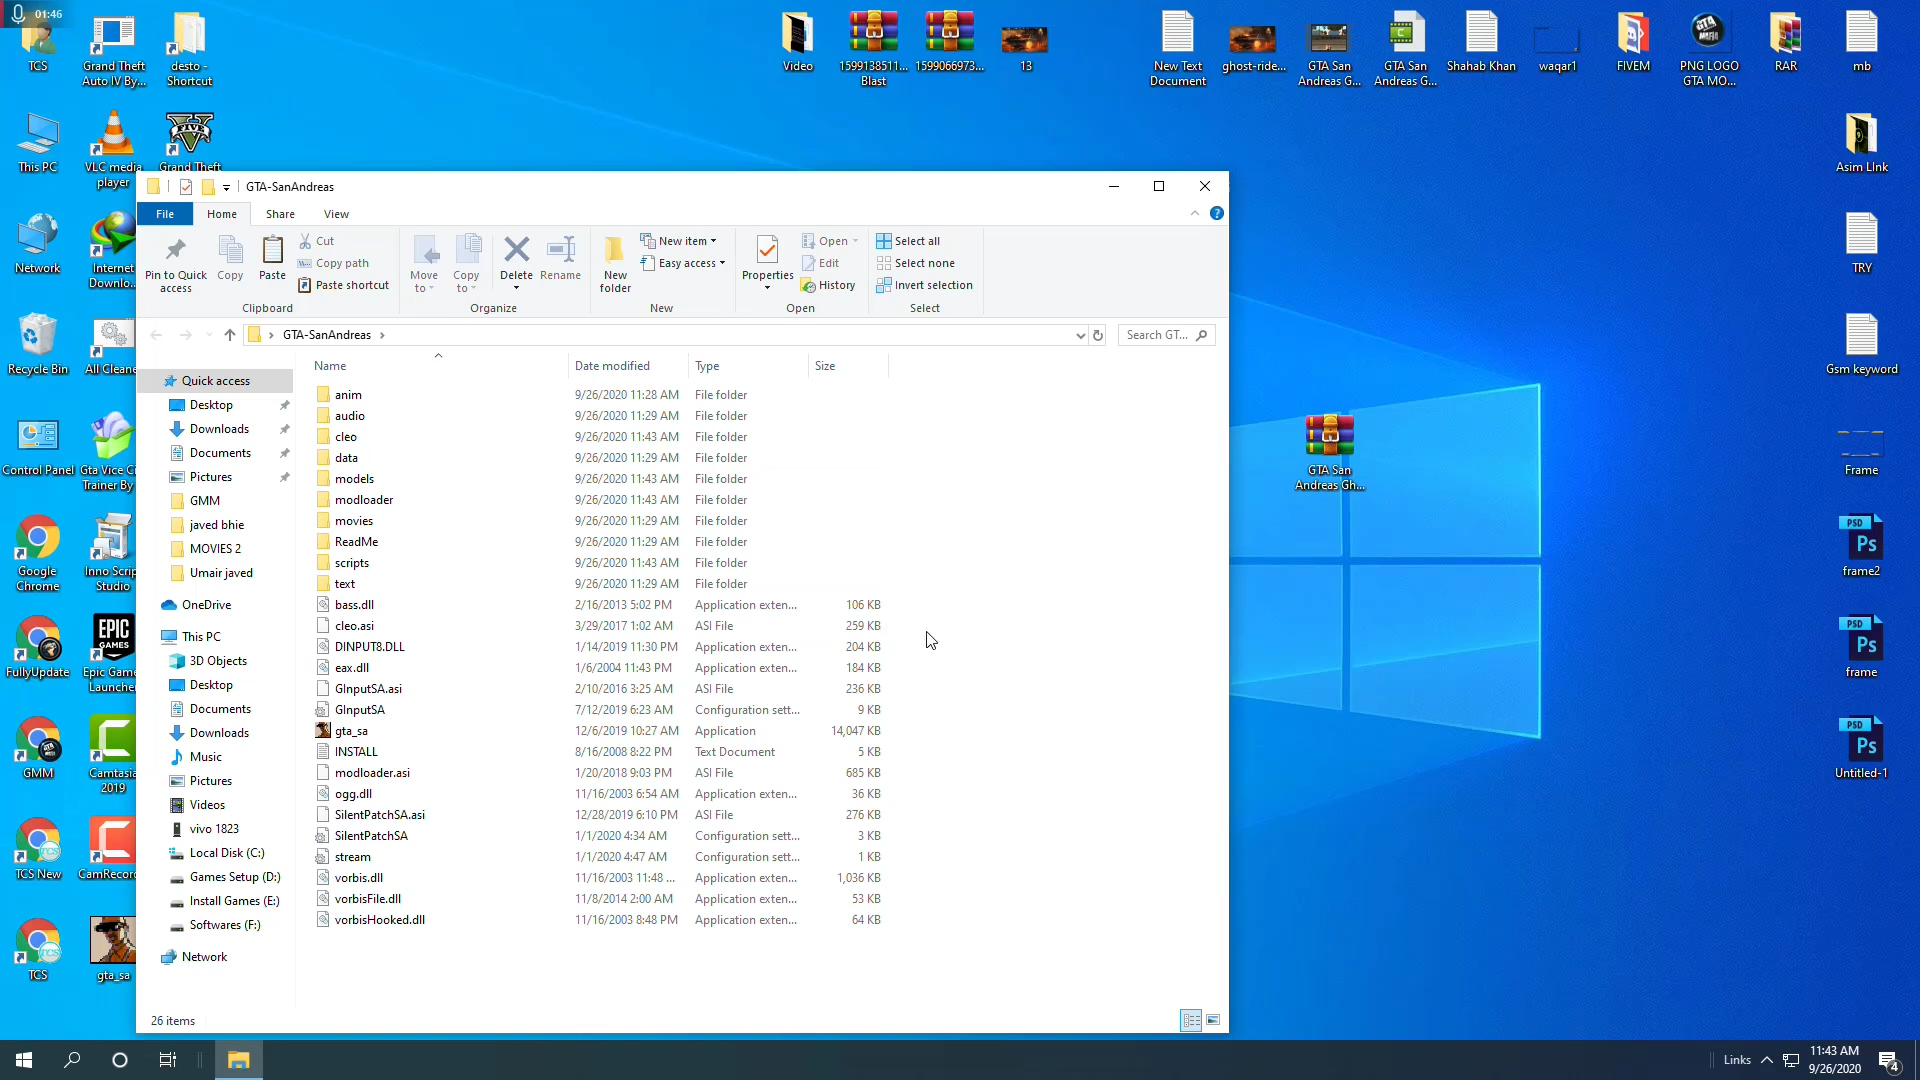 01:46
TCS
Grand Theft
Auto IV By...
desto -
Shortcut
Video
1599138511...
Blast
1599066973...
13
New Text
Document
ghost-ride...
GTA San
Andreas G...
GTA San
Andreas G...
Shahab Khan
waqar1
FIVEM
PNG LOGO
GTA MO...
RAR
mb
This PC
VLC media
player
Grand Theft
Asim LInk
Network
Internet
Downlo...
TRY
Recycle Bin
All Cleane
Gsm keyword
Control Panel
Gta Vice Ci
Trainer By
GTA San
Andreas Gh...
Frame
Google
Chrome
Inno Scrip
Studio
frame2
FullyUpdate
Epic Game
Launcher
frame
GMM
Camtasia
2019
Untitled-1
TCS New
CamRecord
TCS
gta_sa
GTA-SanAndreas
File
Home
Share
View
Pin to Quick
access
Copy
Paste
Cut
Copy path
Paste shortcut
Clipboard
Move
to
Copy
to
Delete
Rename
Organize
New
folder
New item
Easy access
New
Properties
Open
Edit
History
Open
Select all
Select none
Invert selection
Select
GTA-SanAndreas
Search GT...
Quick access
Desktop
Downloads
Documents
Pictures
GMM
javed bhie
MOVIES 2
Umair javed
OneDrive
This PC
3D Objects
Desktop
Documents
Downloads
Music
Pictures
Videos
vivo 1823
Local Disk (C:)
Games Setup (D:)
Install Games (E:)
Softwares (F:)
Network
Name Date modified Type Size
anim 9/26/2020 11:28 AM File folder
audio 9/26/2020 11:29 AM File folder
cleo 9/26/2020 11:43 AM File folder
data 9/26/2020 11:29 AM File folder
models 9/26/2020 11:43 AM File folder
modloader 9/26/2020 11:43 AM File folder
movies 9/26/2020 11:29 AM File folder
ReadMe 9/26/2020 11:29 AM File folder
scripts 9/26/2020 11:43 AM File folder
text 9/26/2020 11:29 AM File folder
bass.dll 2/16/2013 5:02 PM Application exten... 106 KB
cleo.asi 3/29/2017 1:02 AM ASI File 259 KB
DINPUT8.DLL 1/14/2019 11:30 PM Application exten... 204 KB
eax.dll 1/6/2004 11:43 PM Application exten... 184 KB
GInputSA.asi 2/10/2016 3:25 AM ASI File 236 KB
GInputSA 7/12/2019 6:23 AM Configuration sett... 9 KB
gta_sa 12/6/2019 10:27 AM Application 14,047 KB
INSTALL 8/16/2008 8:22 PM Text Document 5 KB
modloader.asi 1/20/2018 9:03 PM ASI File 685 KB
ogg.dll 11/16/2003 6:54 AM Application exten... 36 KB
SilentPatchSA.asi 12/28/2019 6:10 PM ASI File 276 KB
SilentPatchSA 1/1/2020 4:34 AM Configuration sett... 3 KB
stream 1/1/2020 4:47 AM Configuration sett... 1 KB
vorbis.dll 11/16/2003 11:48 ... Application exten... 1,036 KB
vorbisFile.dll 11/8/2014 2:00 AM Application exten... 53 KB
vorbisHooked.dll 11/16/2003 8:48 PM Application exten... 64 KB
26 items
Links
11:43 AM
9/26/2020
4